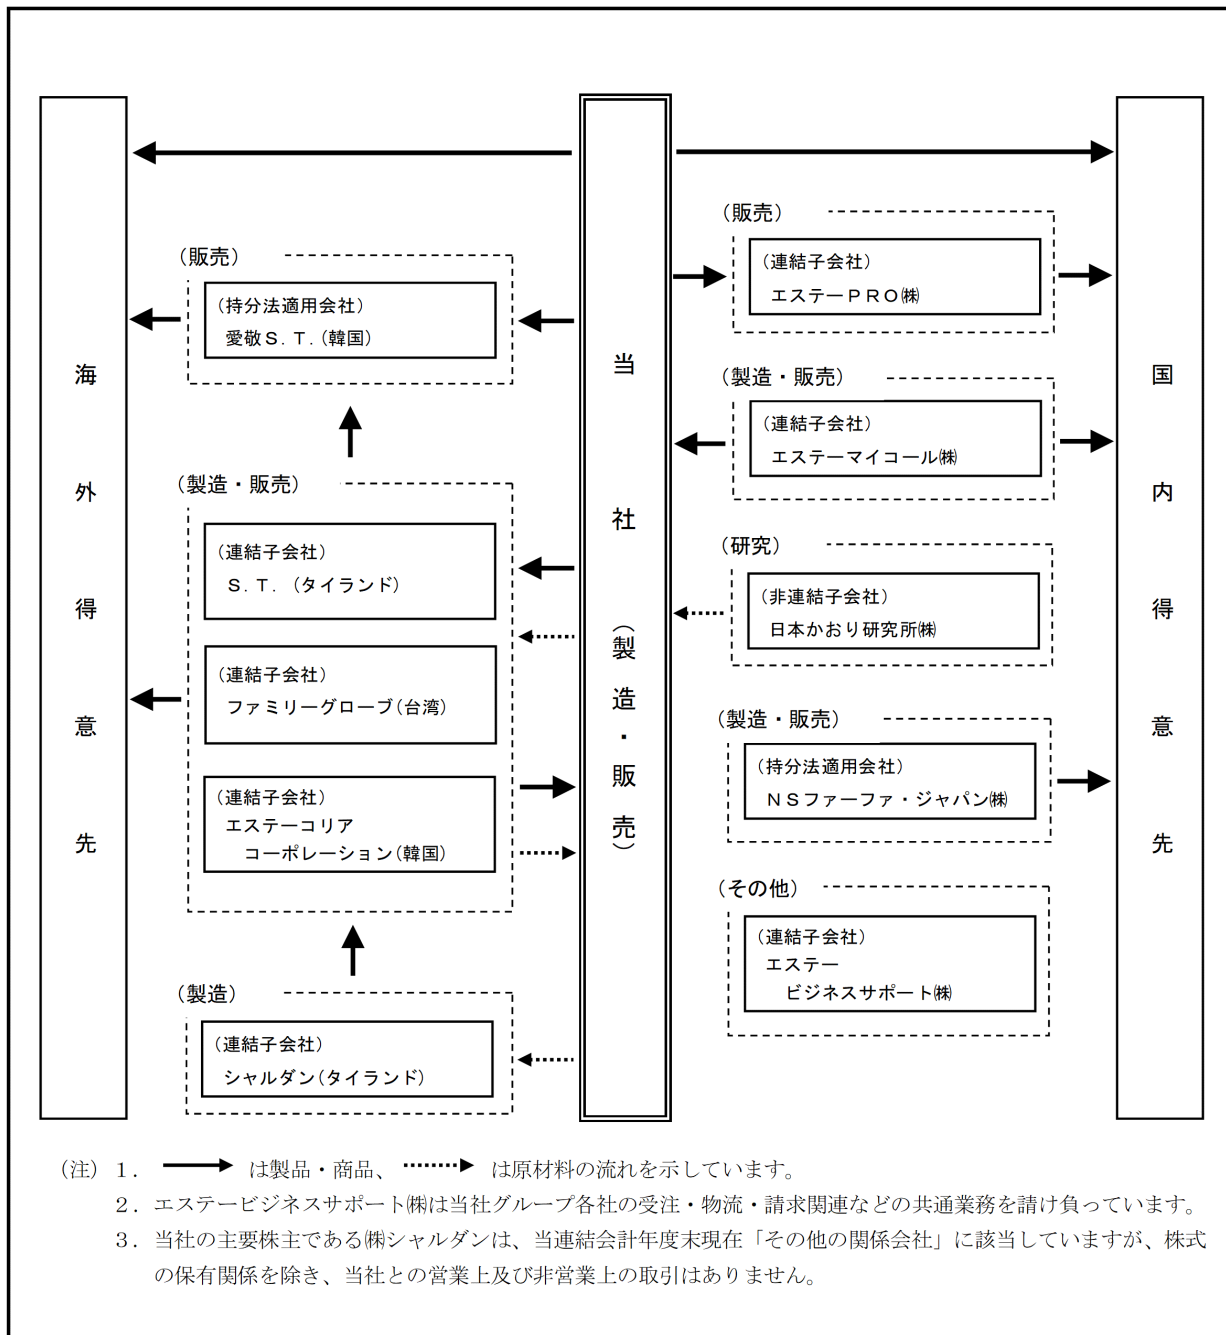 海外得意先
(販売)
(持分法適用会社)
愛敬S.T.(韓国)
(製造・販売)
(連結子会社)
S.T.(タイランド)
(連結子会社)
ファミリーグローブ(台湾)
(連結子会社)
エステーコリア
コーポレーション(韓国)
(製造)
(連結子会社)
シャルダン(タイランド)
当社(製造・販売)
(販売)
(連結子会社)
エステーPRO㈱
(製造・販売)
(連結子会社)
エステーマイコール㈱
(研究)
(非連結子会社)
日本かおり研究所㈱
(製造・販売)
(持分法適用会社)
NSファーファ・ジャパン㈱
(その他)
(連結子会社)
エステー
ビジネスサポート㈱
国内得意先
(注)1. は製品・商品、 は原材料の流れを示しています。
2.エステービジネスサポート㈱は当社グループ各社の受注・物流・請求関連などの共通業務を請け負っています。
3.当社の主要株主である㈱シャルダンは、当連結会計年度末現在「その他の関係会社」に該当していますが、株式
の保有関係を除き、当社との営業上及び非営業上の取引はありません。